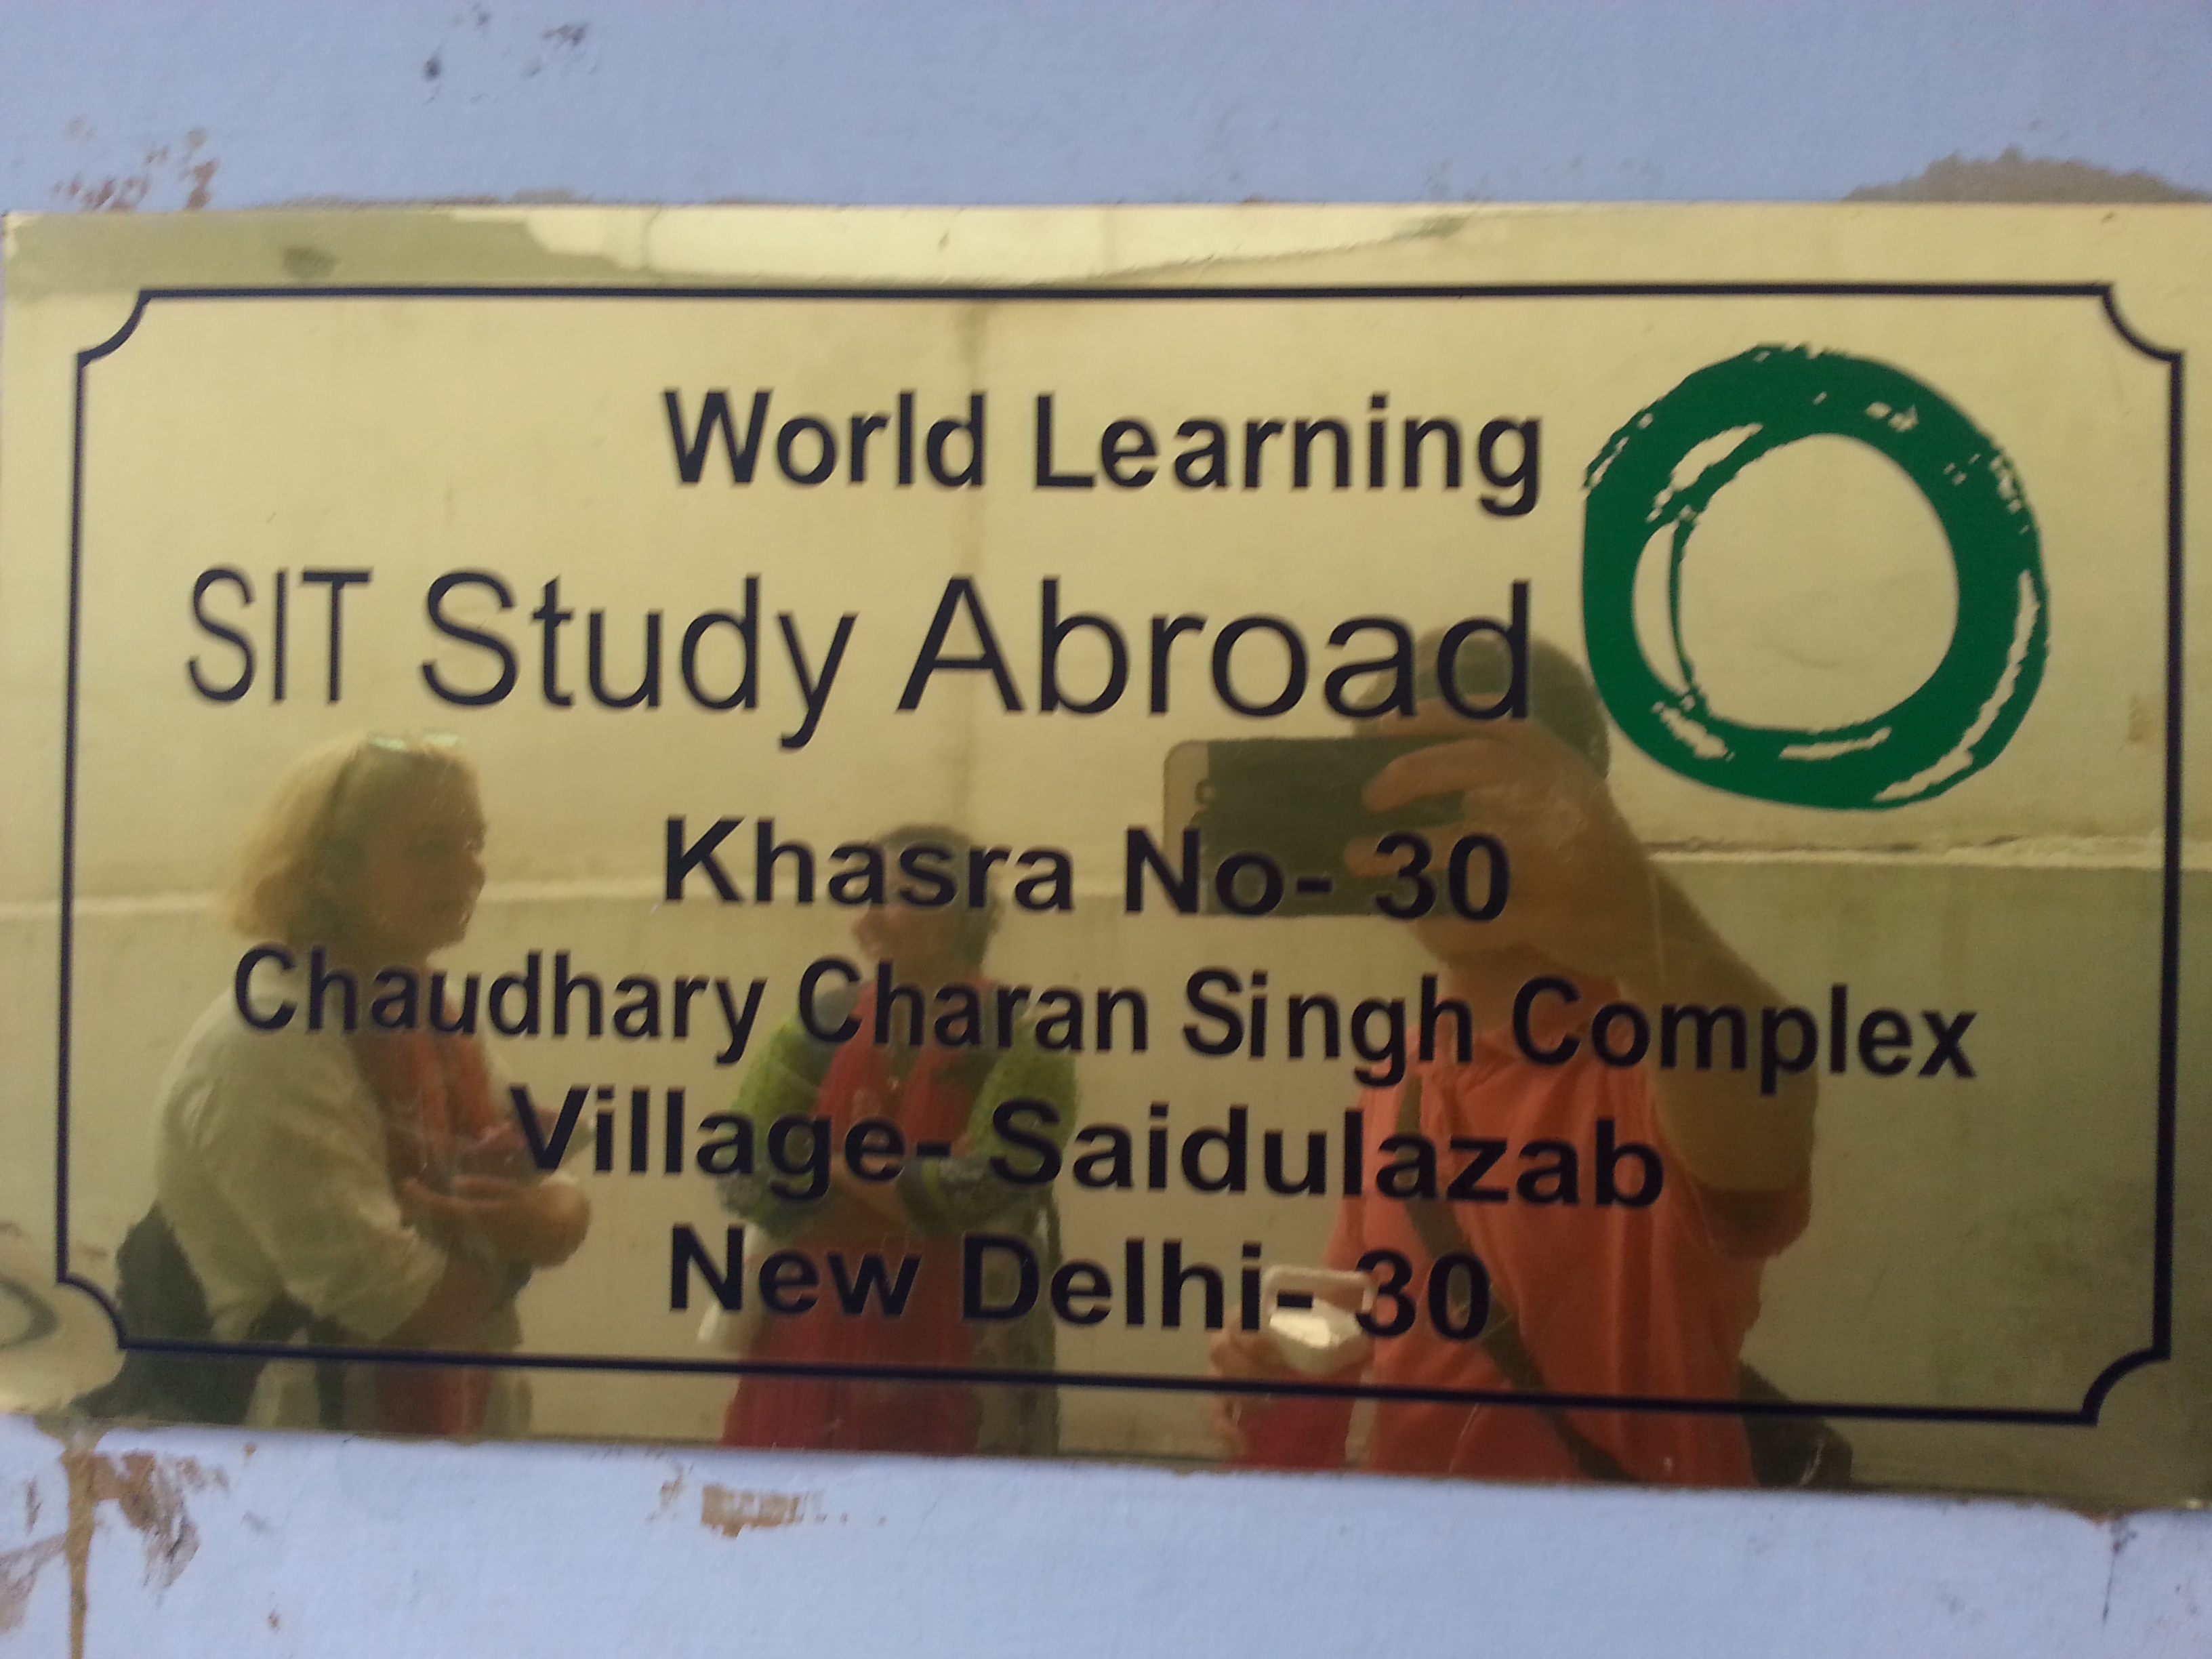 World Learning
SIT Study Abroad
Khasra No- 30
Chaudhary Charan Singh Complex
Village- Saidulazab
New Delhi- 30